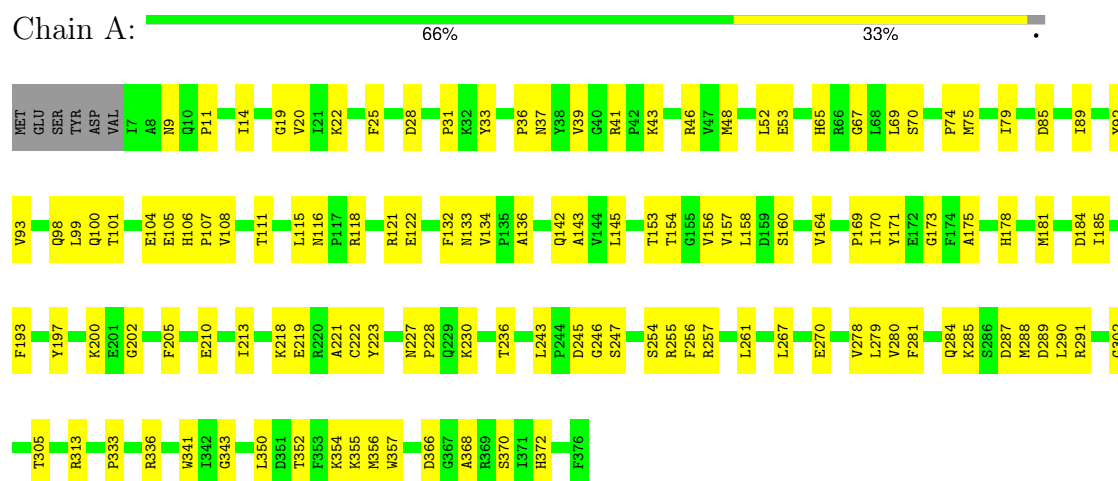 Chain A:
66% 33% •
MET GLU SER TYR ASP VAL I7 A8 N9 Q10 P11 I14 G19 V20 I21 K22 F25 D28 P31 K32 Y33 P36 N37 Y38 V39 G40 R41 P42 K43 R46 V47 M48 L52 E53 H65 R66 G67 L68 L69 S70 P74 M75 I79 D85 I89
V93 Q98 L99 Q100 T101 E104 E105 H106 P107 V108 T111 L115 N116 P117 R118 R121 E122 F132 N133 V134 P135 A136 Q142 A143 V144 L145 T153 T154 G155 V156 V157 L158 D159 S160 V164 P169 I170 Y171 E172 G173 F174 A175 H178 M181 D184 I185
F193 Y197 K200 E201 G202 F205 E210 I213 K218 E219 R220 A221 C222 Y223 N227 P228 Q229 K230 T236 L243 P244 D245 G246 S247 S254 R255 F256 R257 L261 L267 E270 V278 L279 V280 F281 Q284 K285 S286 D287 M288 D289 L290 R291 G302
T305 R313 P333 R336 W341 I342 G343 L350 D351 T352 F353 K354 K355 M356 W357 D366 G367 A368 R369 S370 I371 H372 F376